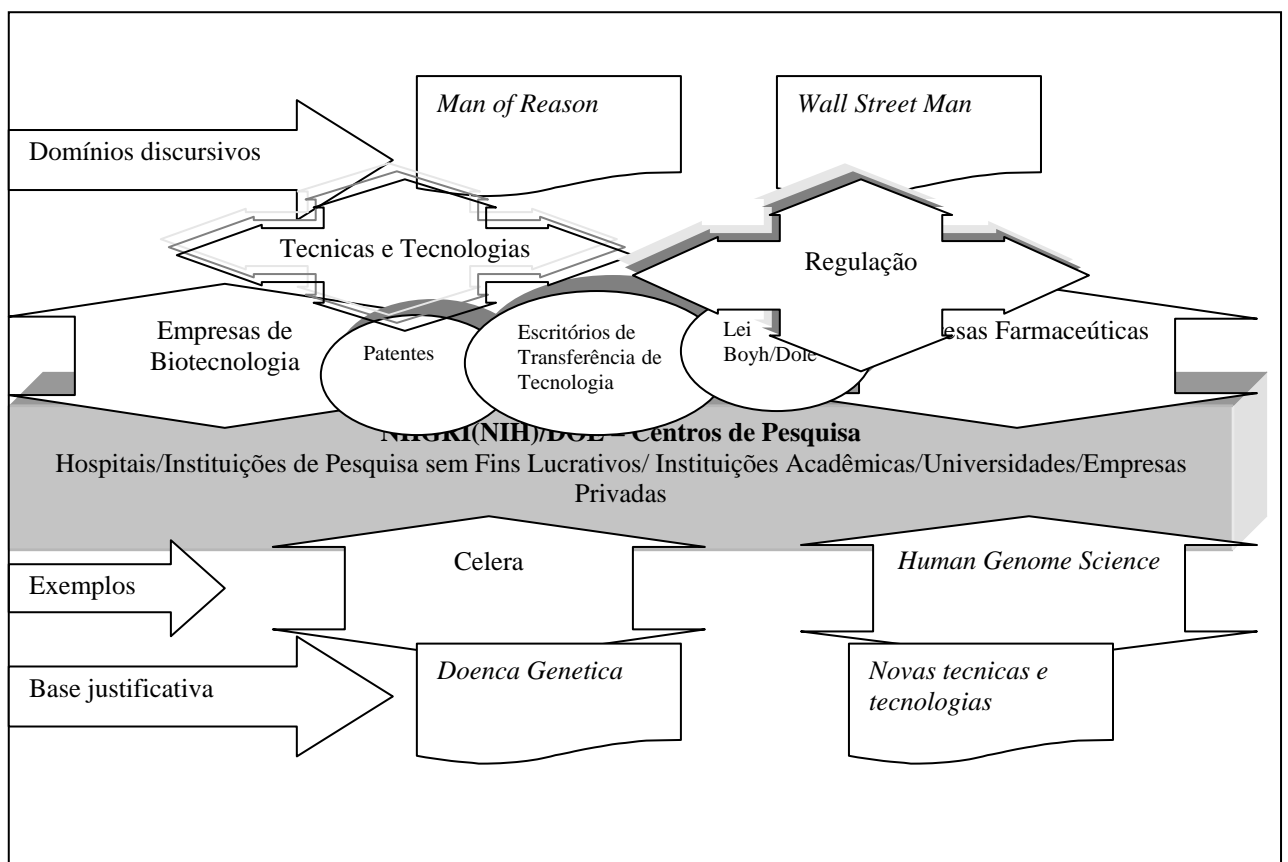 Man of Reason
Wall Street Man
Domínios discursivos
Tecnicas e Tecnologias
Regulação
Empresas de
Biotecnologia
Patentes
Escritórios de
Transferência de
Tecnologia
Lei
Boyh/Dole
esas Farmaceúticas
– Centros de Pesquisa
Hospitais/Instituições de Pesquisa sem Fins Lucrativos/ Instituições Acadêmicas/Universidades/Empresas
Privadas
Celera
Human Genome Science
Exemplos
Base justificativa
Doenca Genetica
Novas tecnicas e
tecnologias